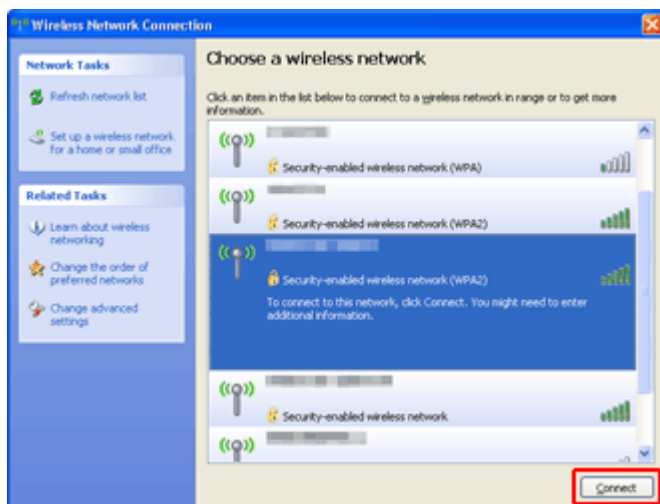 Wireless Network Connection
Network Tasks
Refresh network list
Set up a wireless network
for a home or small office
Related Tasks
Learn about wireless
networking
Change the order of
preferred networks
Change advanced
settings
Choose a wireless network
Click an item in the list below to connect to a wireless network in range or to get more
information.
Security-enabled wireless network (WPA)
Security-enabled wireless network (WPA2)
Security-enabled wireless network (WPA2)
To connect to this network, click Connect. You might need to enter
additional information.
Security-enabled wireless network
Connect